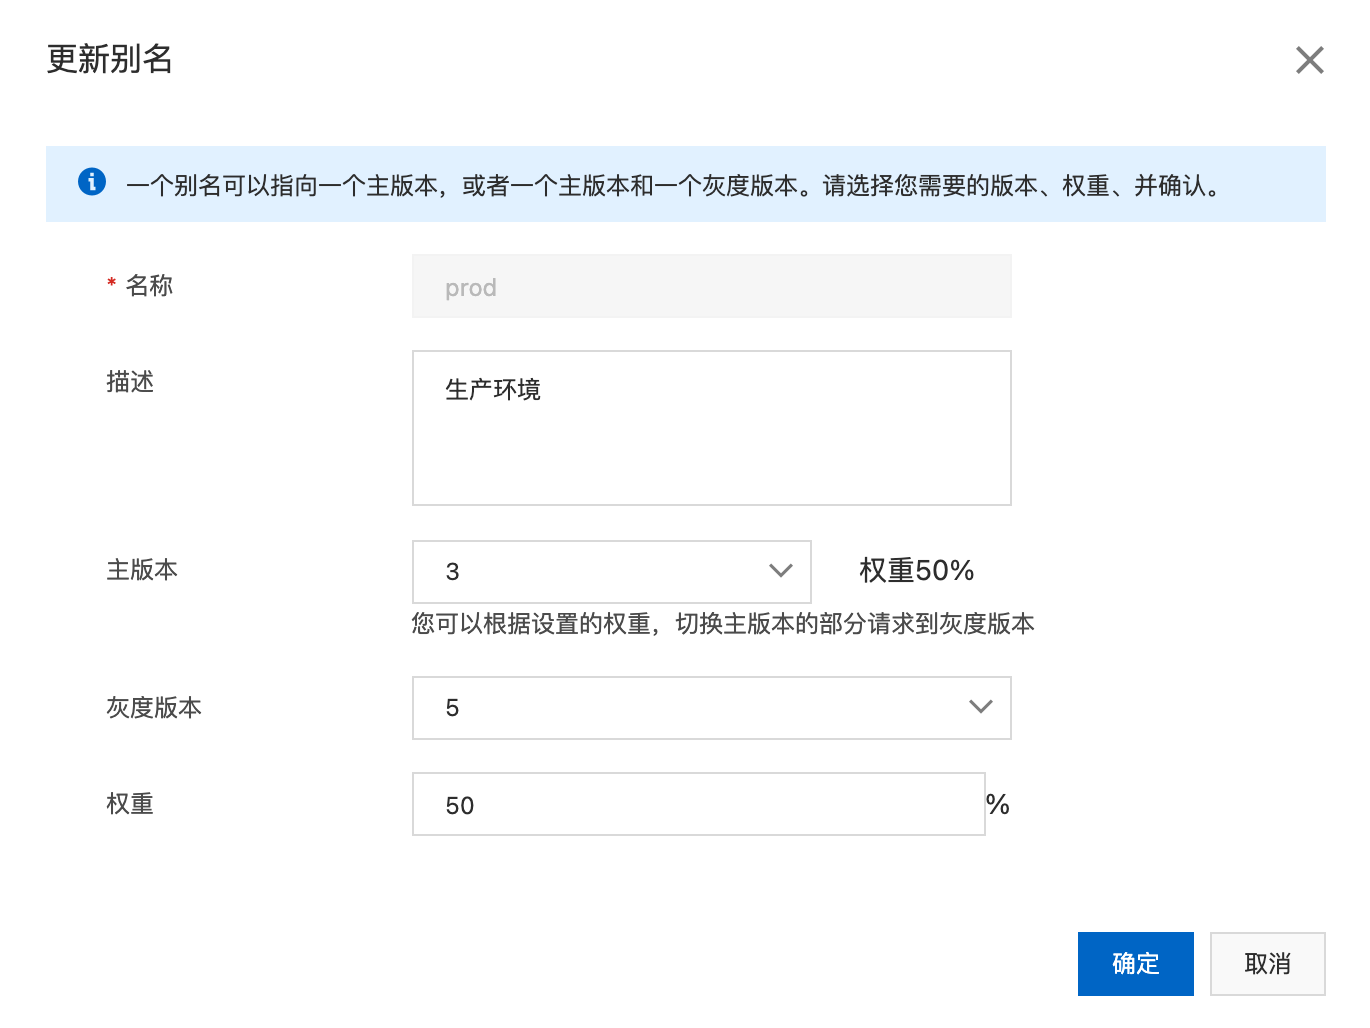 更新别名
一个别名可以指向一个主版本，或者一个主版本和一个灰度版本。请选择您需要的版本、权重、并确认。
* 名称
prod
描述
生产环境
主版本
3
权重50%
您可以根据设置的权重，切换主版本的部分请求到灰度版本
灰度版本
5
权重
50
%
确定
取消